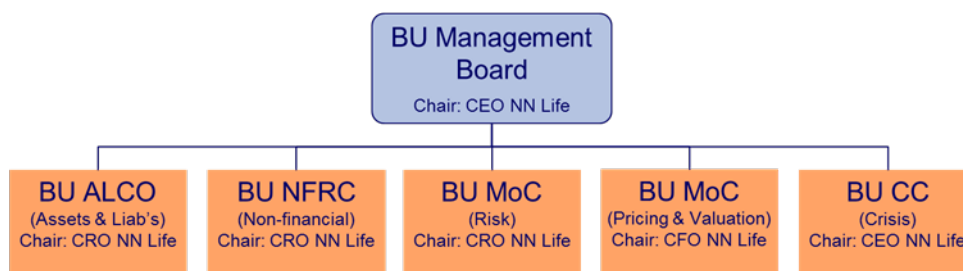 BU Management
Board
Chair: CEO NN Life
BU ALCO
(Assets & Liab's)
Chair: CRO NN Life
BU NFRC
(Non-financial)
Chair: CRO NN Life
BU MoC
(Risk)
Chair: CRO NN Life
BU MoC
(Pricing & Valuation)
Chair: CFO NN Life
BU CC
(Crisis)
Chair: CEO NN Life